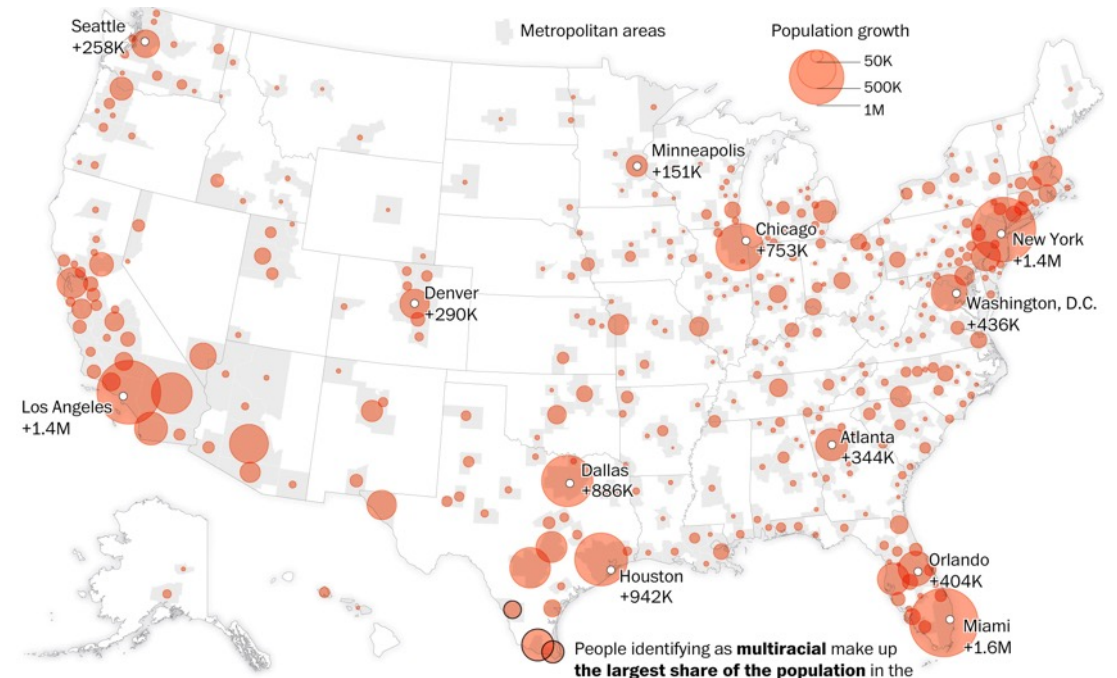 Seattle
+258K
Metropolitan areas
Population growth
50K
500K
1M
Minneapolis
+151K
Chicago
+753K
New York
+1.4M
Denver
+290K
Washington, D.C.
+436K
Los Angeles
+1.4M
Atlanta
+344K
Dallas
+886K
Houston
+942K
Orlando
+404K
Miami
+1.6M
People identifying as multiracial make up
the largest share of the population in the